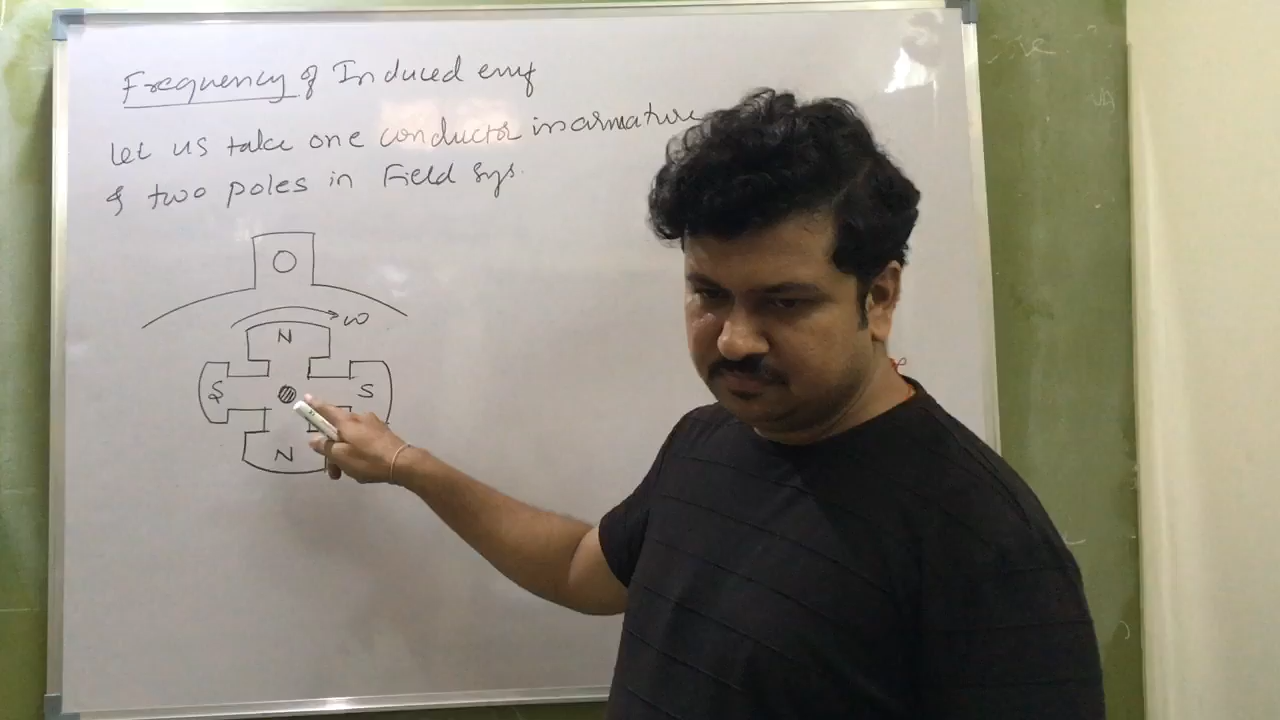 Frequency of Induced emf
Let us take one conductor in armature
& two poles in Field Sys.
ω
N
S
S
N